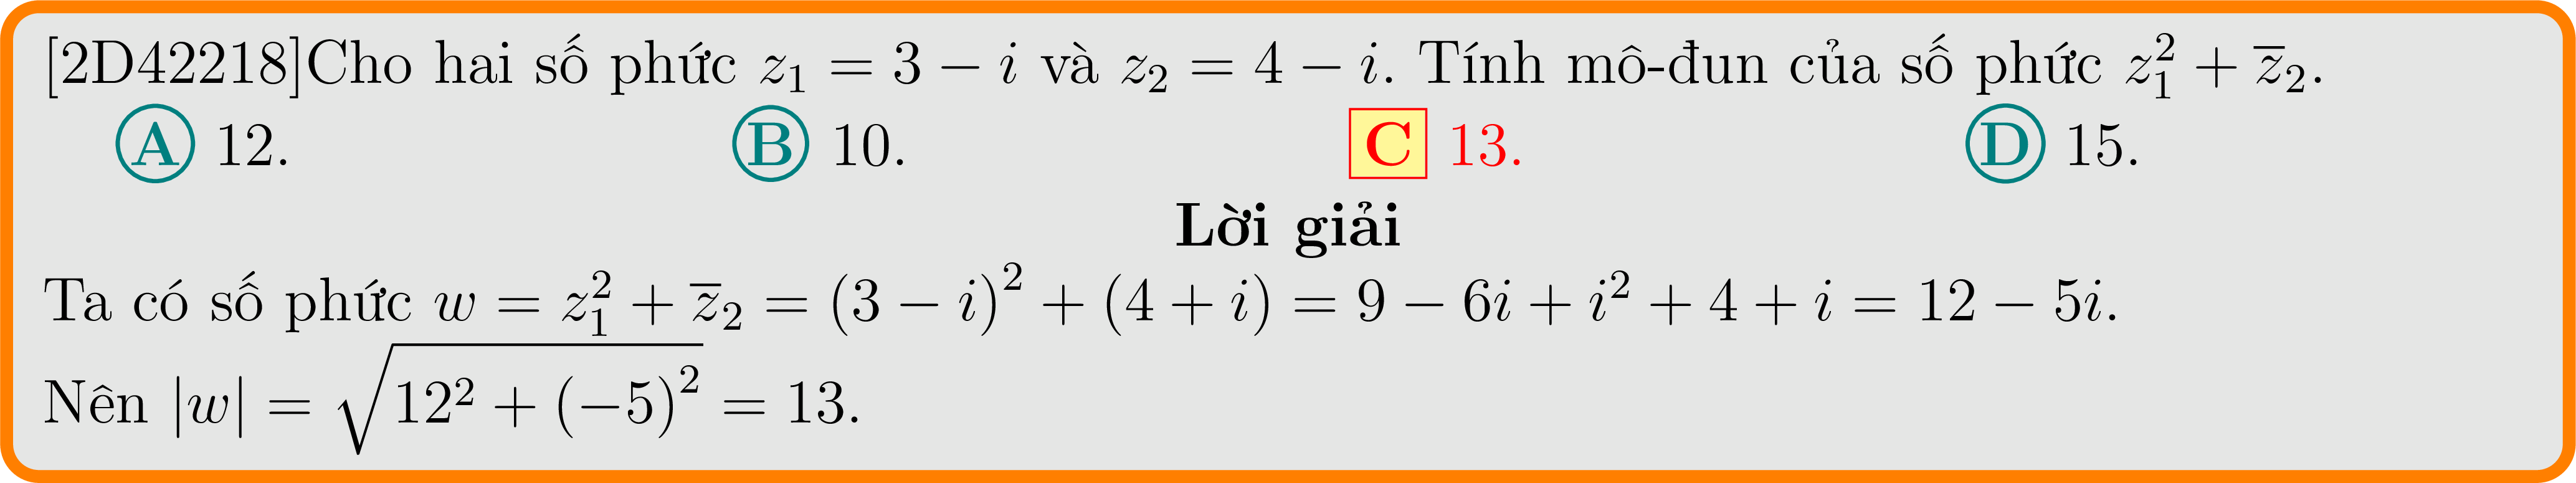 [2D42218]Cho hai số phức $z_1 = 3 - i$ và $z_2 = 4 - i$. Tính mô-đun của số phức $z_1^2 + \overline{z}_2$.
A 12. B 10. C 13. D 15.
Lời giải
Ta có số phức $w = z_1^2 + \overline{z}_2 = (3 - i)^2 + (4 + i) = 9 - 6i + i^2 + 4 + i = 12 - 5i$.
Nên $|w| = \sqrt{12^2 + (-5)^2} = 13$.